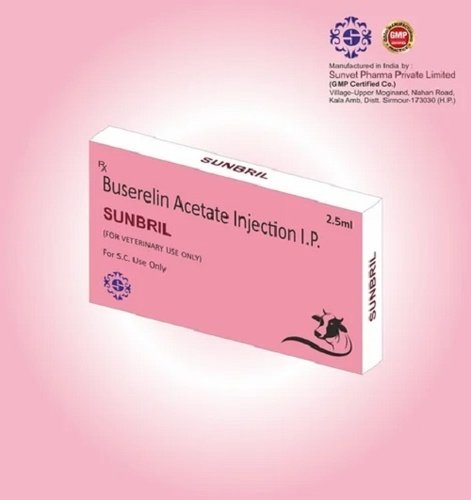 GMP
Manufactured in India by :
Sunvet Pharma Private Limited
(GMP Certified Co.)
Village-Upper Moginand, Nahan Road,
Kala Amb, Distt. Sirmour-173030 (H.P.)
SUNBRIL
Rx
Buserelin Acetate Injection I.P.
2.5ml
SUNBRIL
(FOR VETERINARY USE ONLY)
For S.C. Use Only
SUNBRIL